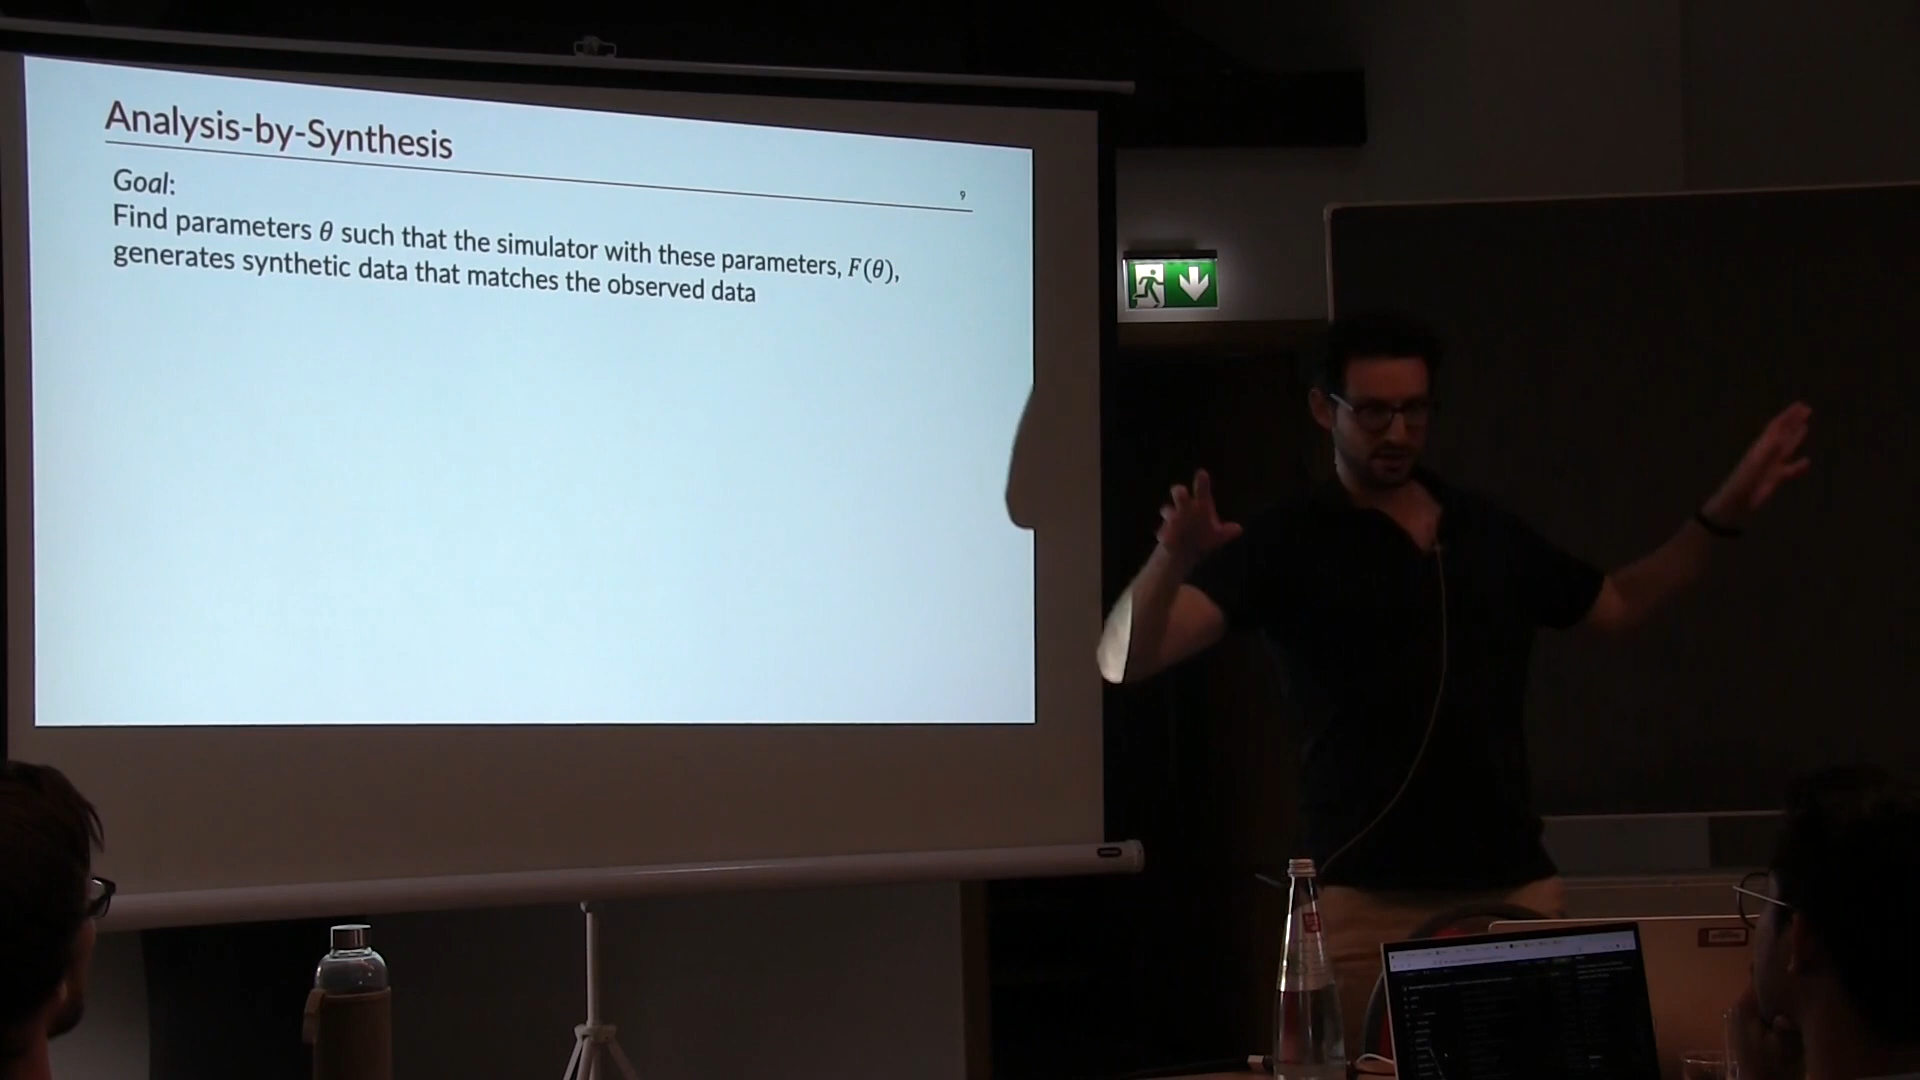 Analysis-by-Synthesis
9
Goal:
Find parameters θ such that the simulator with these parameters, F(θ),
generates synthetic data that matches the observed data